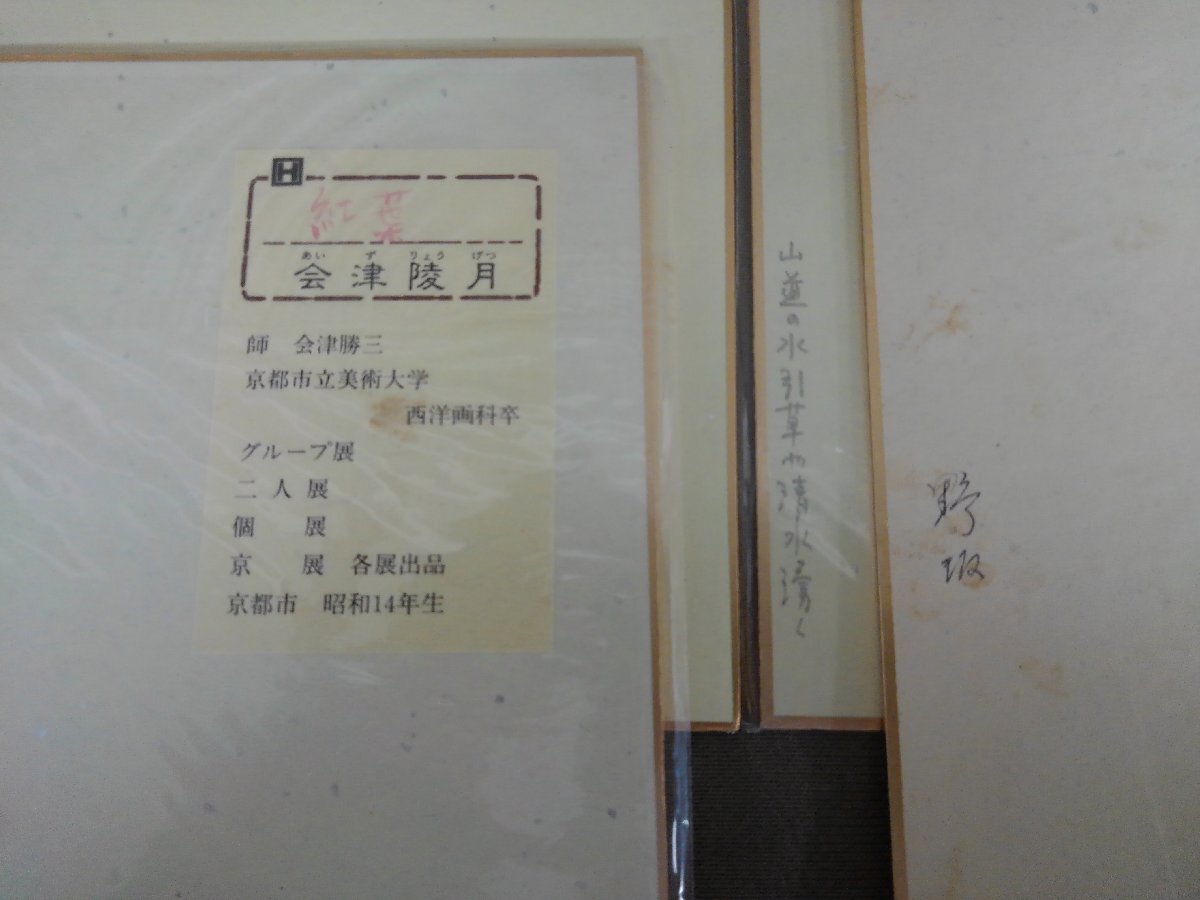 H
紅葉
あい ず りょう げつ
会津陵月
師 会津勝三
京都市立美術大学
西洋画科卒
グループ展
二人展
個 展
京 展 各展出品
京都市 昭和14年生
山道の水引草や清水湧く
野坂